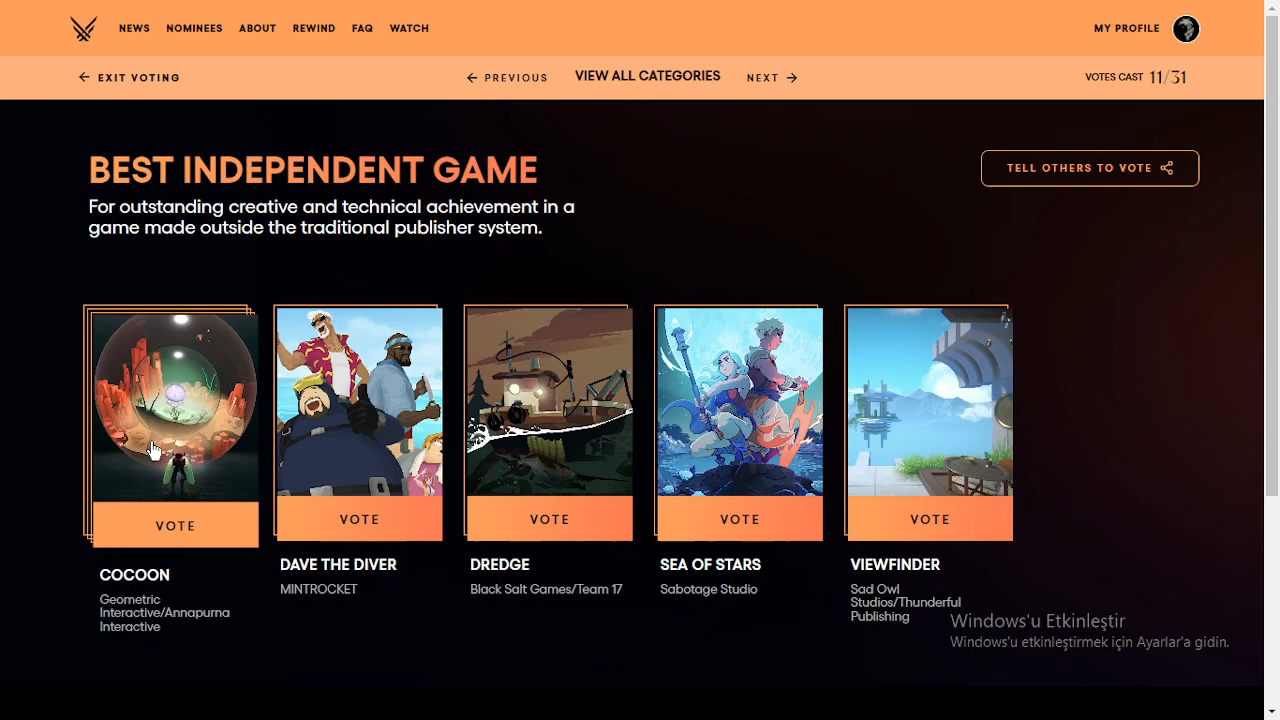 NEWS NOMINEES ABOUT REWIND FAQ WATCH MY PROFILE
EXIT VOTING PREVIOUS VIEW ALL CATEGORIES NEXT VOTES CAST 11/31
BEST INDEPENDENT GAME
TELL OTHERS TO VOTE
For outstanding creative and technical achievement in a
game made outside the traditional publisher system.
VOTE VOTE VOTE VOTE VOTE
COCOON
Geometric
Interactive/Annapurna
Interactive
DAVE THE DIVER
MINTROCKET
DREDGE
Black Salt Games/Team 17
SEA OF STARS
Sabotage Studio
VIEWFINDER
Sad Owl
Studios/Thunderful
Publishing
Windows'u Etkinleştir
Windows'u etkinleştirmek için Ayarlar'a gidin.